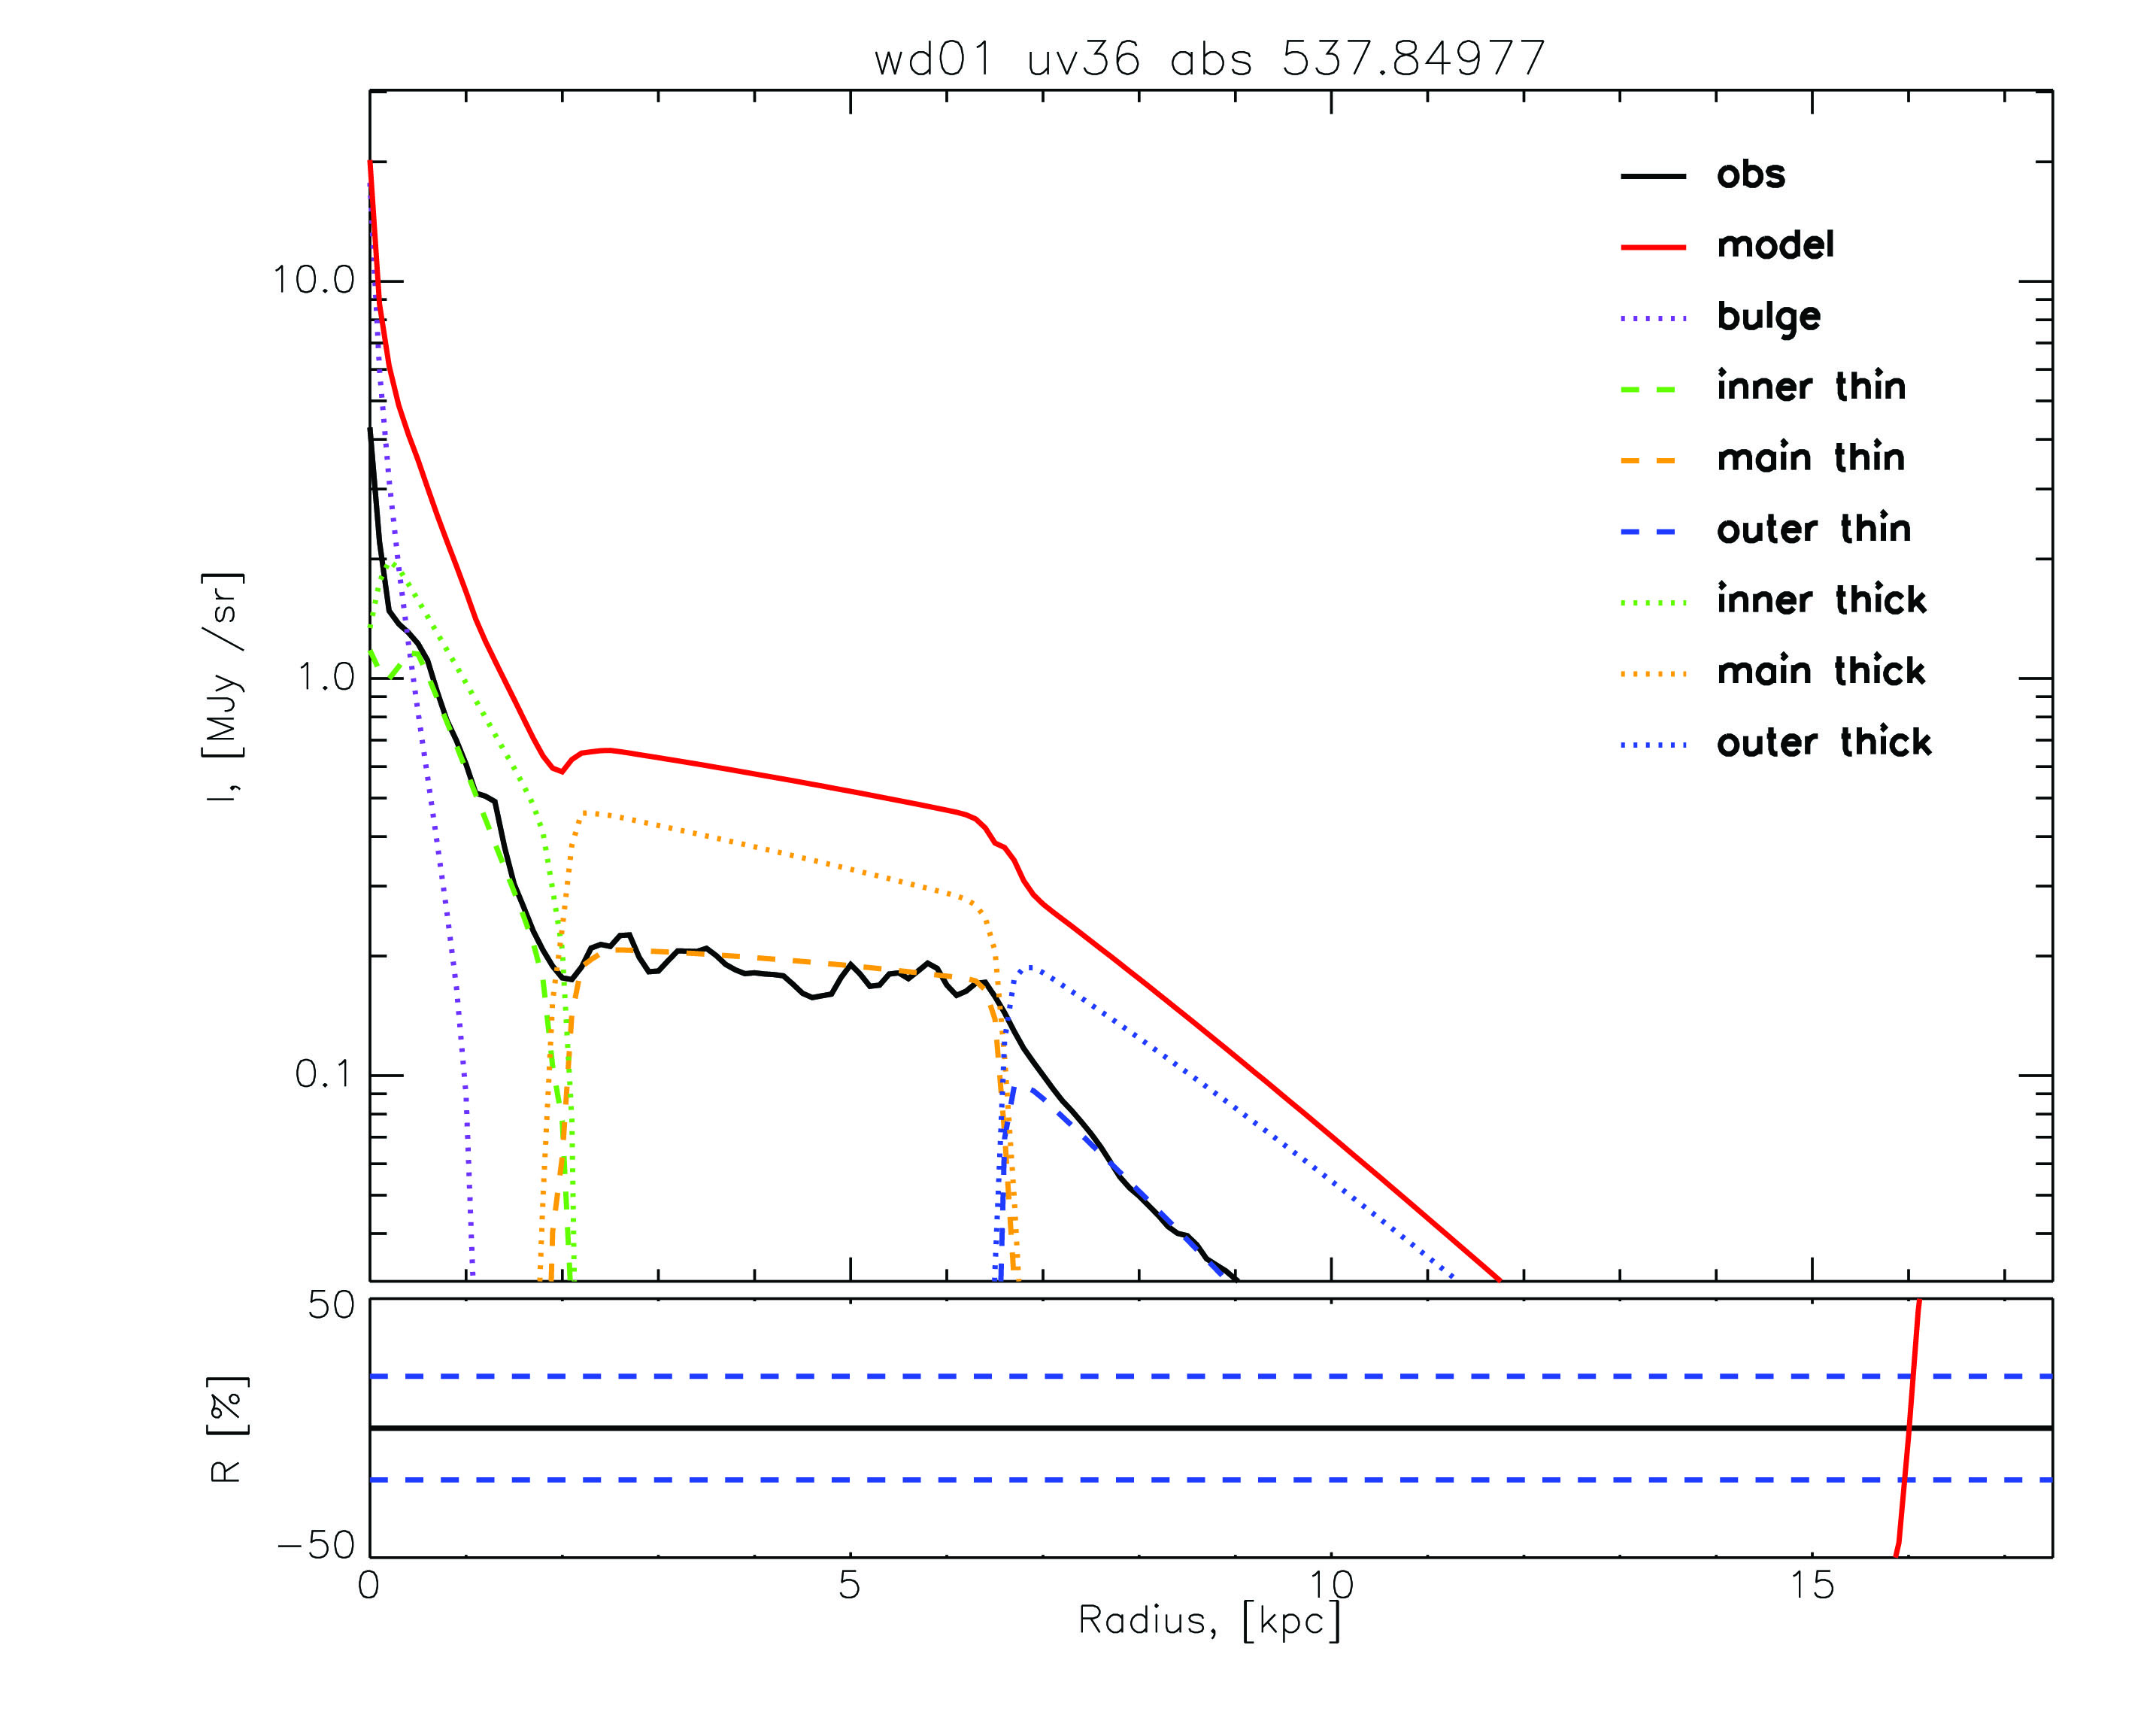 wd01 uv36 abs 537.84977
obs
model
bulge
inner thin
main thin
outer thin
inner thick
main thick
outer thick
I, [MJy /sr]
10.0
1.0
0.1
R [%]
50
-50
0 5 10 15
Radius, [kpc]